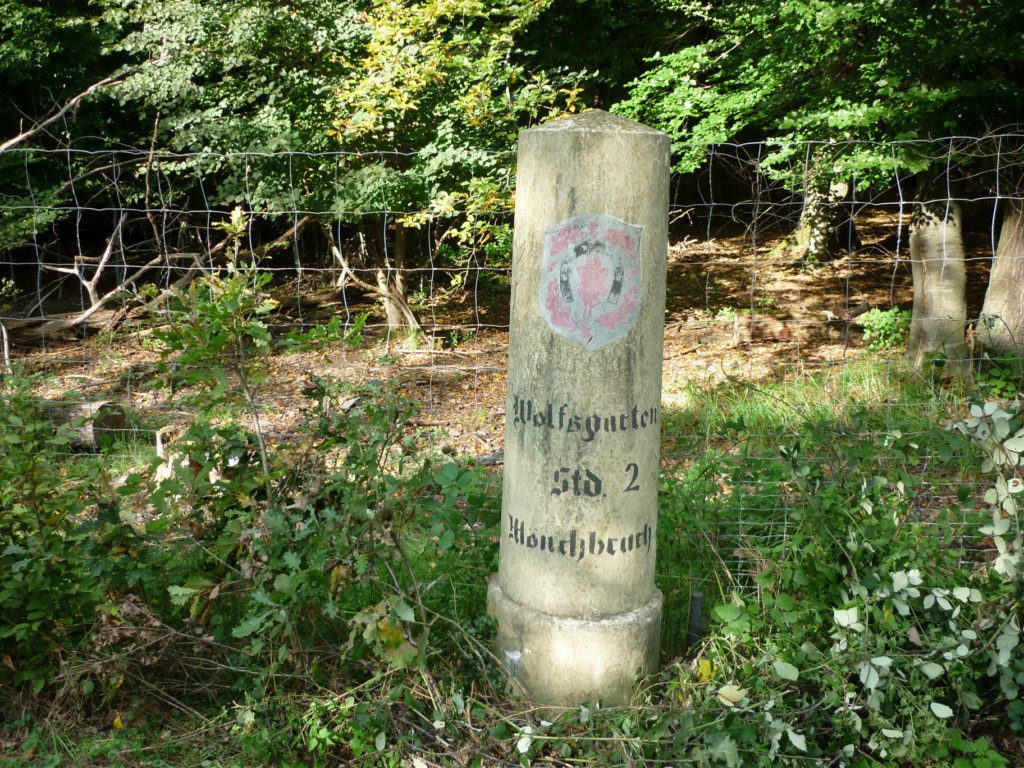 Wolfsgarten
Std. 2
Mönchbruch